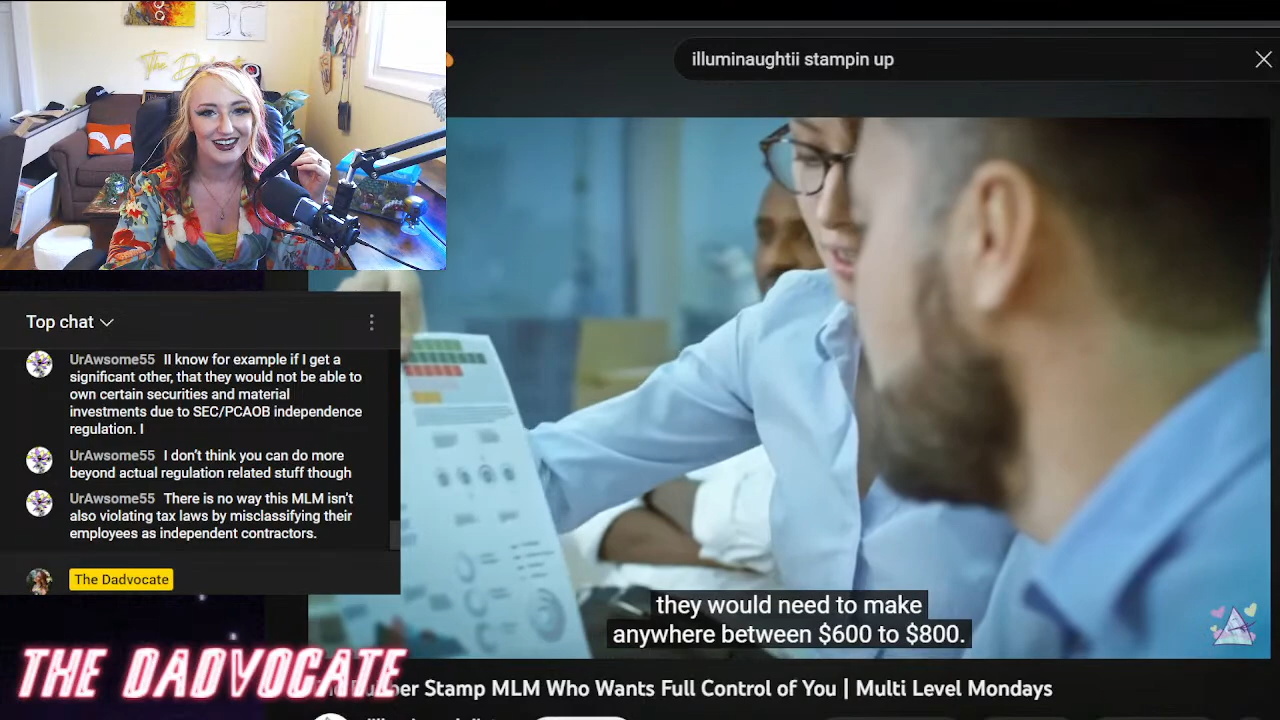 illuminaughtii stampin up
Top chat
UrAwsome55 II know for example if I get a
significant other, that they would not be able to
own certain securities and material
investments due to SEC/PCAOB independence
regulation. I
UrAwsome55 I don't think you can do more
beyond actual regulation related stuff though
UrAwsome55 There is no way this MLM isn't
also violating tax laws by misclassifying their
employees as independent contractors.
The Dadvocate
they would need to make
anywhere between $600 to $800.
THE DADVOCATE
Stamp MLM Who Wants Full Control of You | Multi Level Mondays